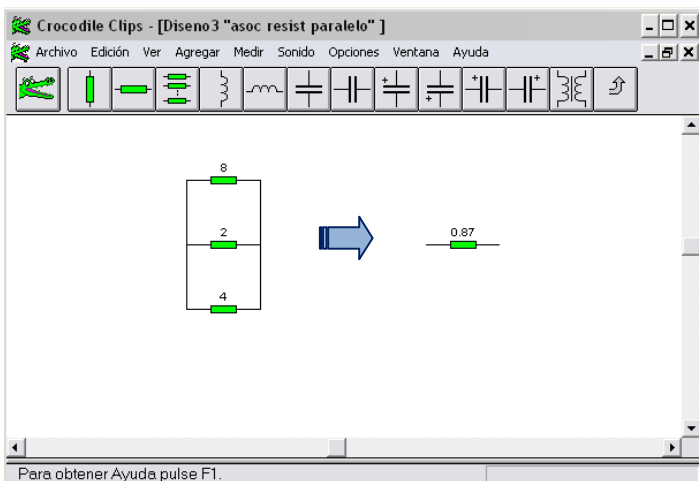 Crocodile Clips - [Diseno3 "asoc resist paralelo" ]
Archivo Edición Ver Agregar Medir Sonido Opciones Ventana Ayuda
8
2
0.87
4
Para obtener Ayuda pulse F1.